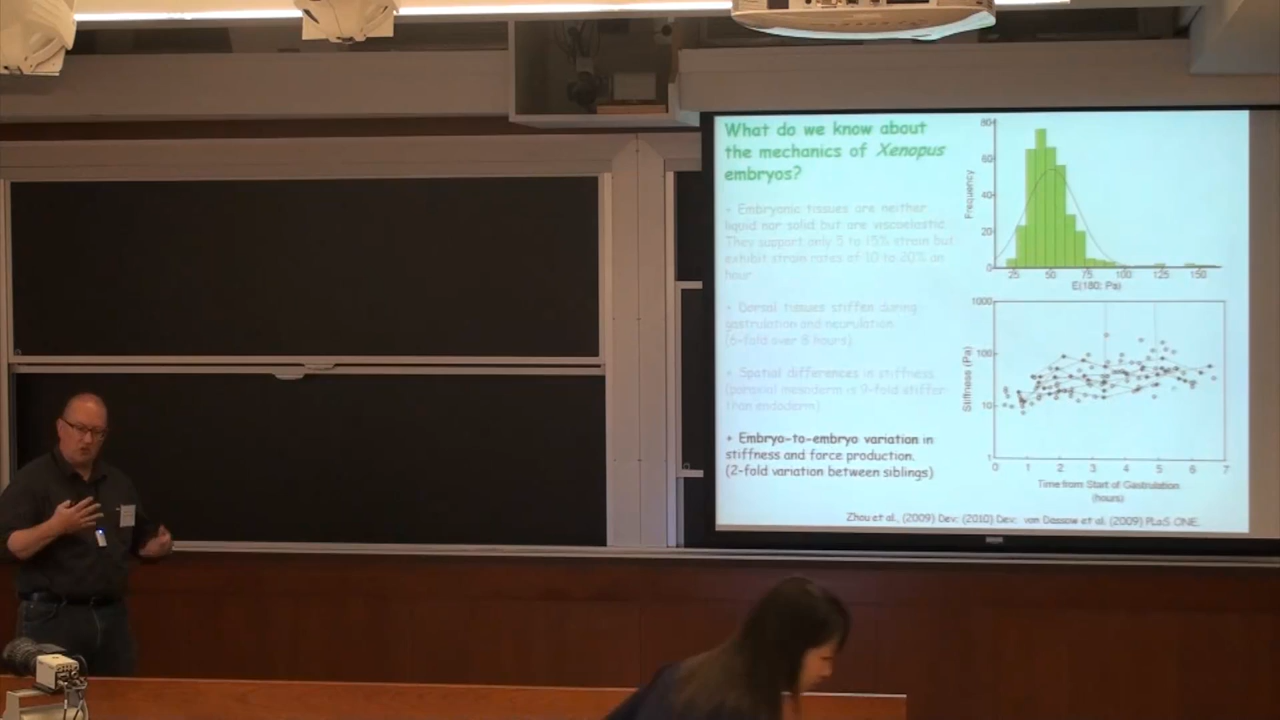 What do we know about
the mechanics of Xenopus
embryos?
+ Embryonic tissues are neither
liquid nor solid but are viscoelastic.
They support only 5 to 15% strain but
exhibit strain rates of 10 to 20% an
hour.
+ Dorsal tissues stiffen during
gastrulation and neurulation.
(6-fold over 8 hours)
+ Spatial differences in stiffness.
(paraxial mesoderm is 9-fold stiffer
than endoderm)
+ Embryo-to-embryo variation in
stiffness and force production.
(2-fold variation between siblings)
Frequency
80
60
40
20
0
25 50 75 100 125 150
E(180; Pa)
Stiffness (Pa)
1000
100
10
1
0 1 2 3 4 5 6 7
Time from Start of Gastrulation
(hours)
Zhou et al., (2009) Dev; (2010) Dev; von Dassow et al. (2009) PLoS ONE.